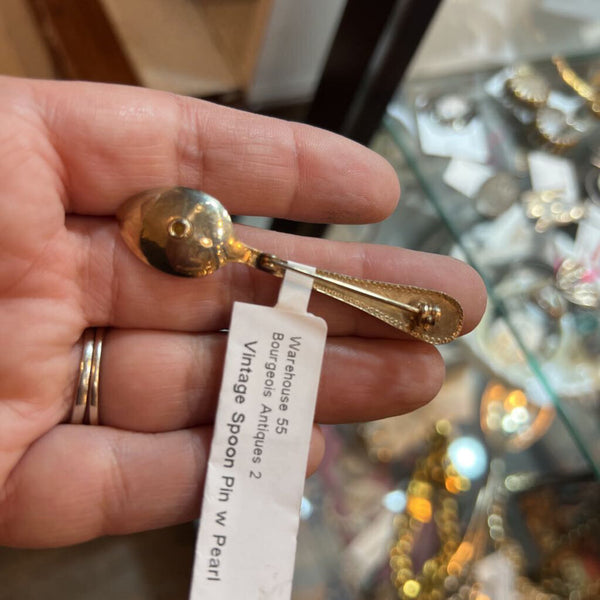 Warehouse 55
Bourgeois Antiques 2
Vintage Spoon Pin w Pearl